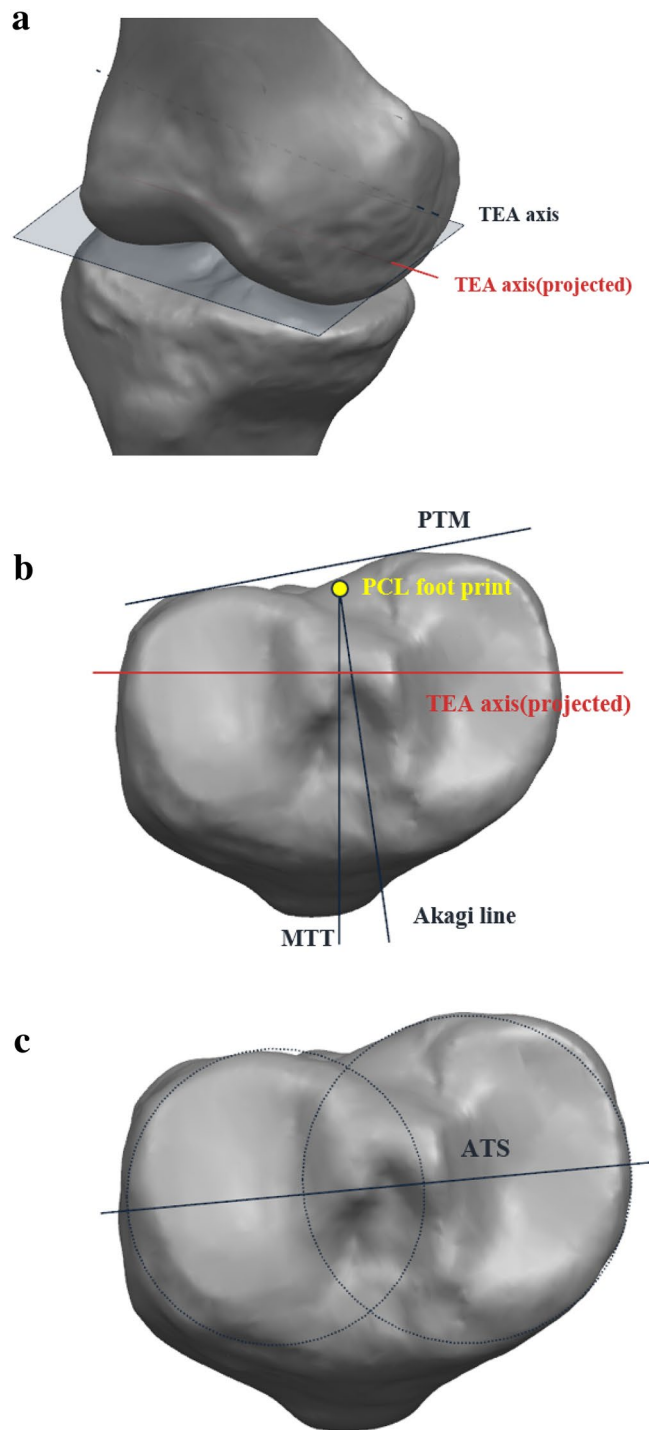 a
TEA axis
TEA axis(projected)
b
PTM
PCL foot print
TEA axis(projected)
Akagi line
MTT
c
ATS